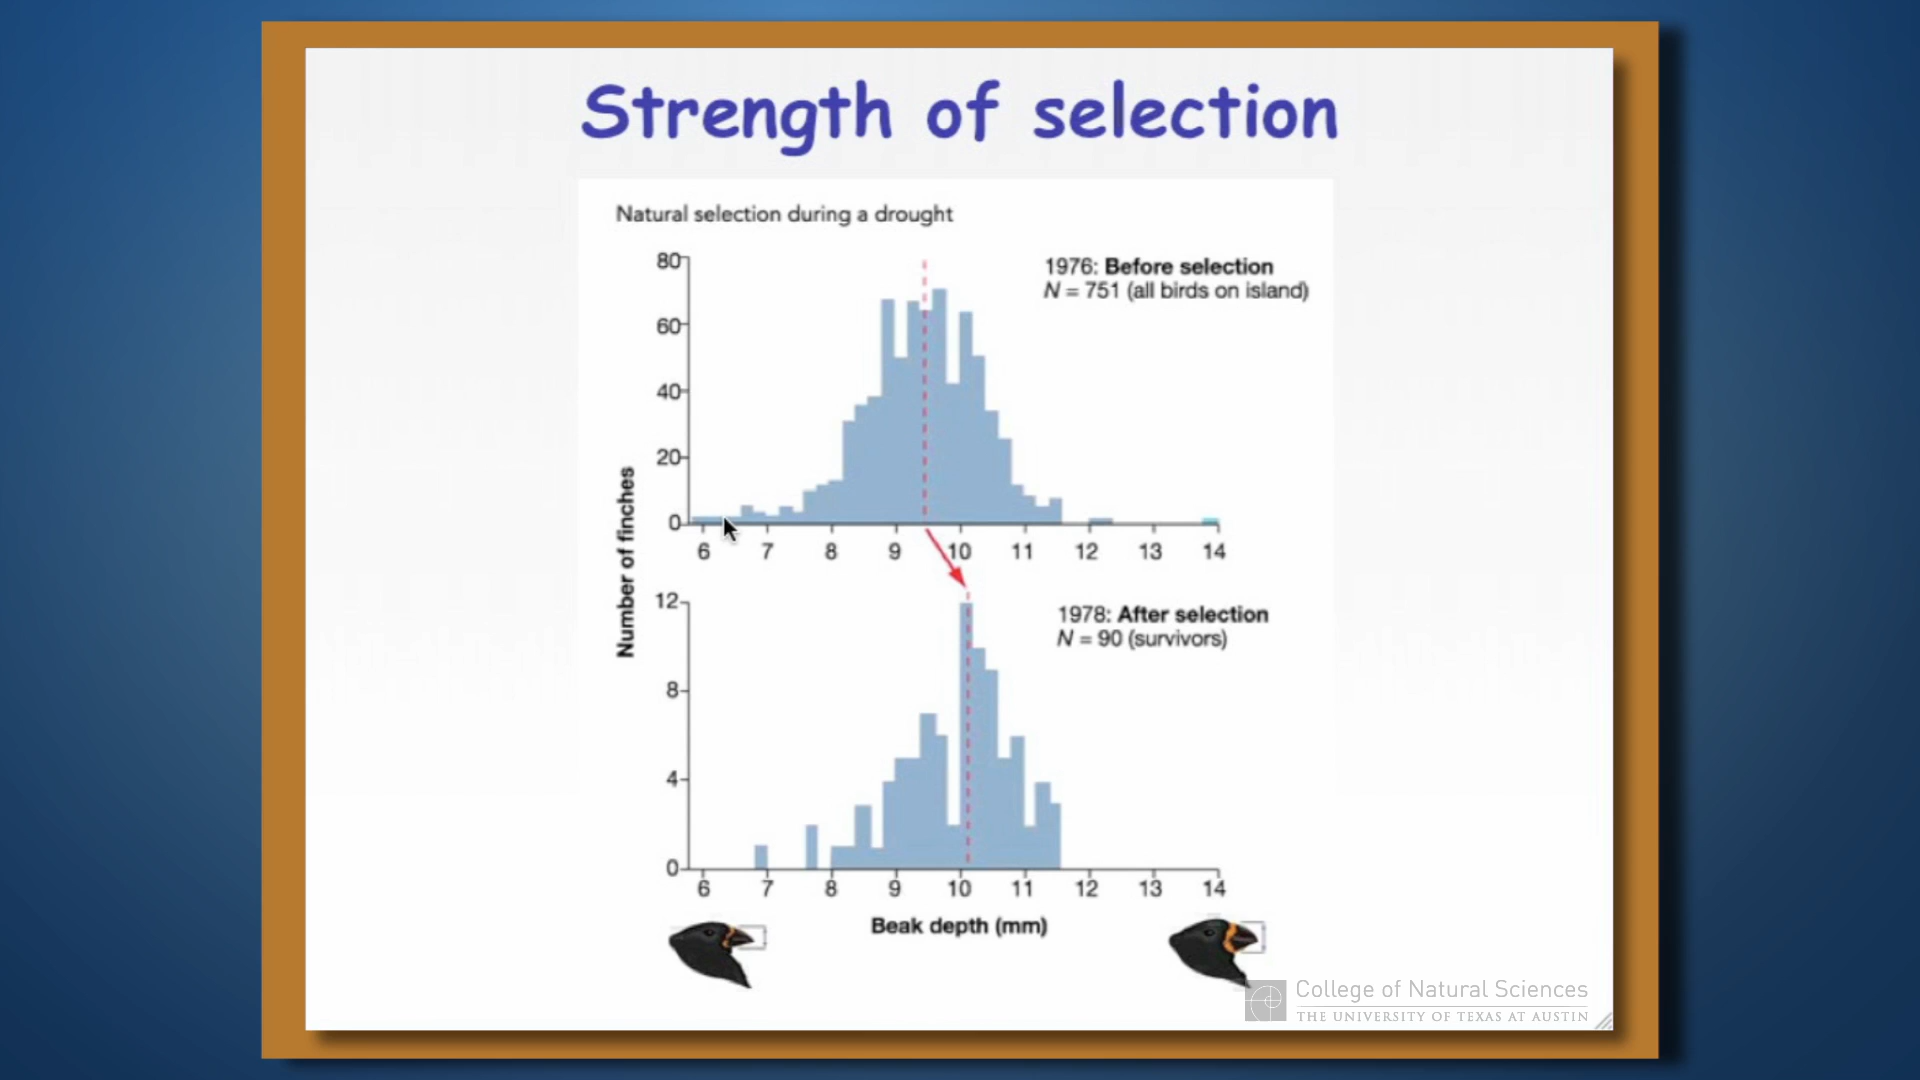 Strength of selection
Natural selection during a drought
1976: Before selection
N = 751 (all birds on island)
80
60
40
20
0
6 7 8 9 10 11 12 13 14
Number of finches
1978: After selection
N = 90 (survivors)
12
8
4
0
6 7 8 9 10 11 12 13 14
Beak depth (mm)
College of Natural Sciences
THE UNIVERSITY OF TEXAS AT AUSTIN